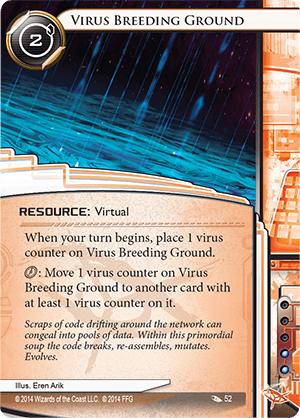 Virus Breeding Ground
2
RESOURCE: Virtual
When your turn begins, place 1 virus
counter on Virus Breeding Ground.
: Move 1 virus counter on Virus
Breeding Ground to another card with
at least 1 virus counter on it.
Scraps of code drifting around the network can
congeal into pools of data. Within this primordial
soup the code breaks, re-assembles, mutates.
Evolves.
Illus. Eren Arik
© 2014 Wizards of the Coast LLC. © 2014 FFG
52